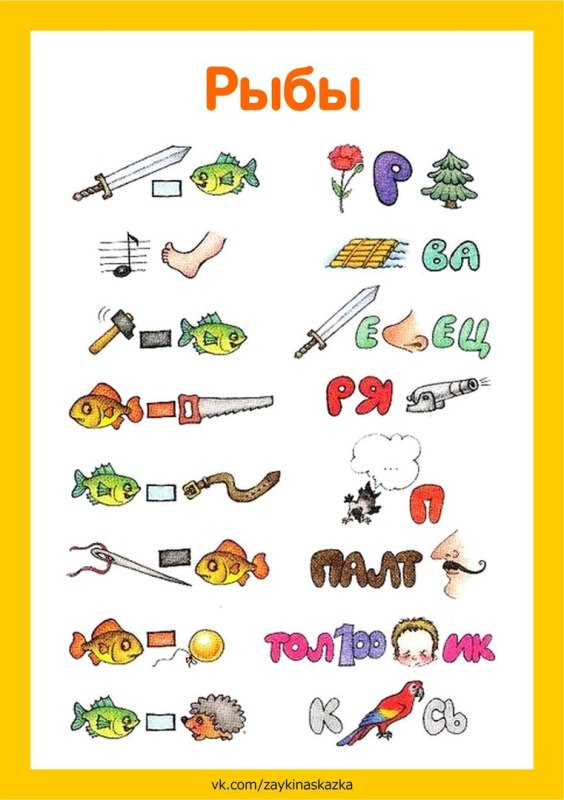 Рыбы
Р
ВА
Е ЕЦ
РЯ
...
П
ПАЛТ
ТОЛ100 ИК
К СЬ
vk.com/zaykinaskazka